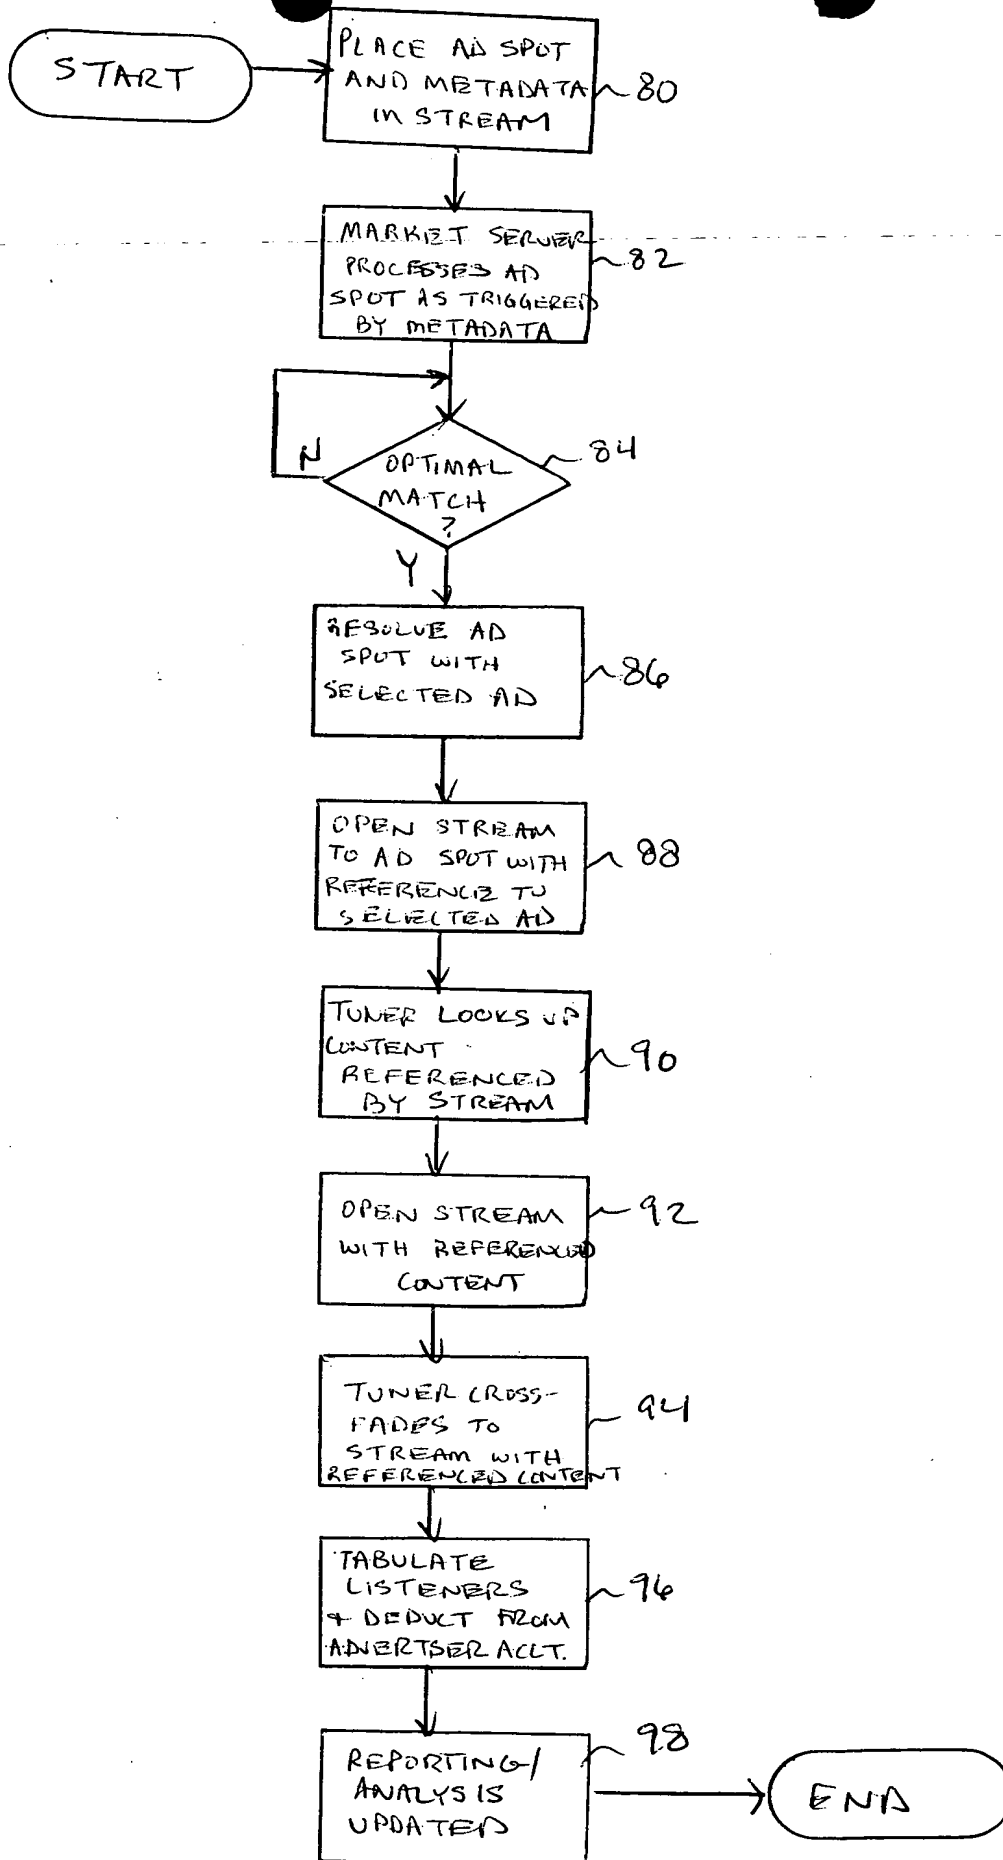 START
PLACE AD SPOT
AND METADATA
IN STREAM
80
MARKET SERVER
PROCESSES AD
SPOT AS TRIGGERED
BY METADATA
82
OPTIMAL
MATCH
?
84
N
Y
RESOLVE AD
SPOT WITH
SELECTED AD
86
OPEN STREAM
TO AD SPOT WITH
REFERENCE TO
SELECTED AD
88
TUNER LOOKS UP
CONTENT
REFERENCED
BY STREAM
90
OPEN STREAM
WITH REFERENCED
CONTENT
92
TUNER CROSS-
FADES TO
STREAM WITH
REFERENCED CONTENT
94
TABULATE
LISTENERS
+ DEDUCT FROM
ADVERTSER ACCT.
96
REPORTING/
ANALYSIS
UPDATED
98
END